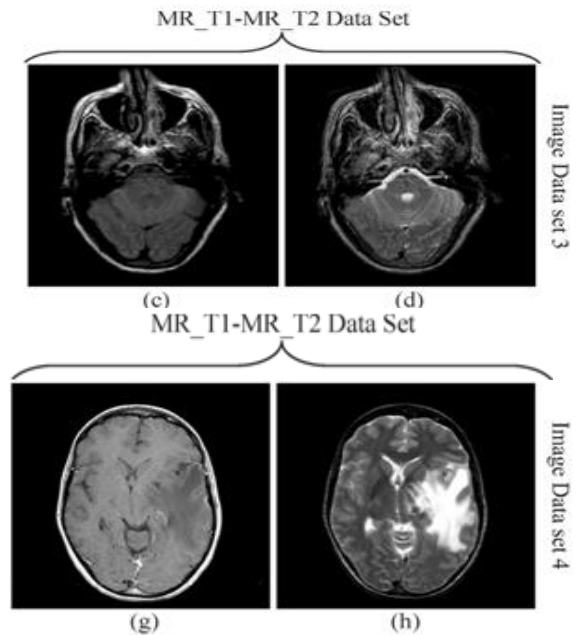 MR_T1-MR_T2 Data Set
Image Data set 3
(c) (d)
MR_T1-MR_T2 Data Set
Image Data set 4
(g) (h)